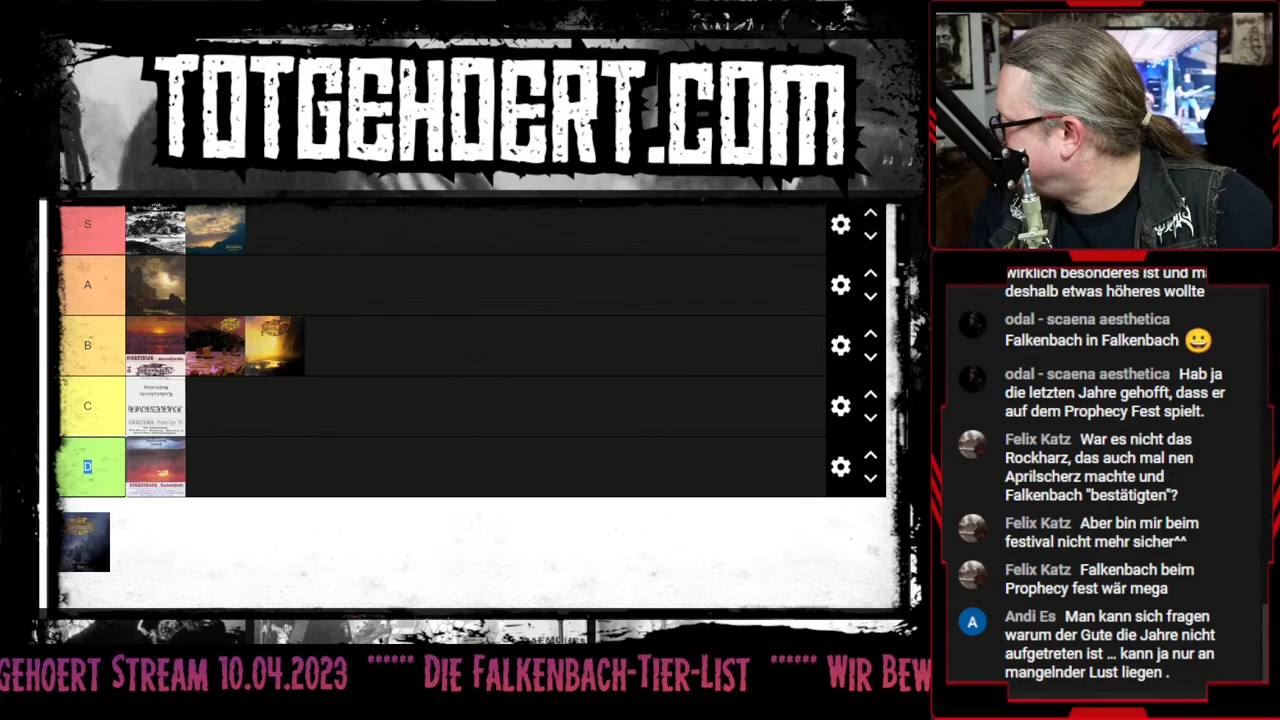 TOTGEHOERT.COM
S
A
B
C
D
wirklich besonderes ist und
deshalb etwas höheres wollte
odal - scaena aesthetica
Falkenbach in Falkenbach 😀
odal - scaena aesthetica Hab ja
die letzten Jahre gehofft, dass er
auf dem Prophecy Fest spielt.
Felix Katz War es nicht das
Rockharz, das auch mal nen
Aprilscherz machte und
Falkenbach "bestätigten"?
Felix Katz Aber bin mir beim
festival nicht mehr sicher^^
Felix Katz Falkenbach beim
Prophecy fest wär mega
A
Andi Es Man kann sich fragen
warum der Gute die Jahre nicht
aufgetreten ist ... kann ja nur an
mangelnder Lust liegen .
gehoert Stream 10.04.2023 ****** Die Falkenbach-Tier-List ****** Wir Bew